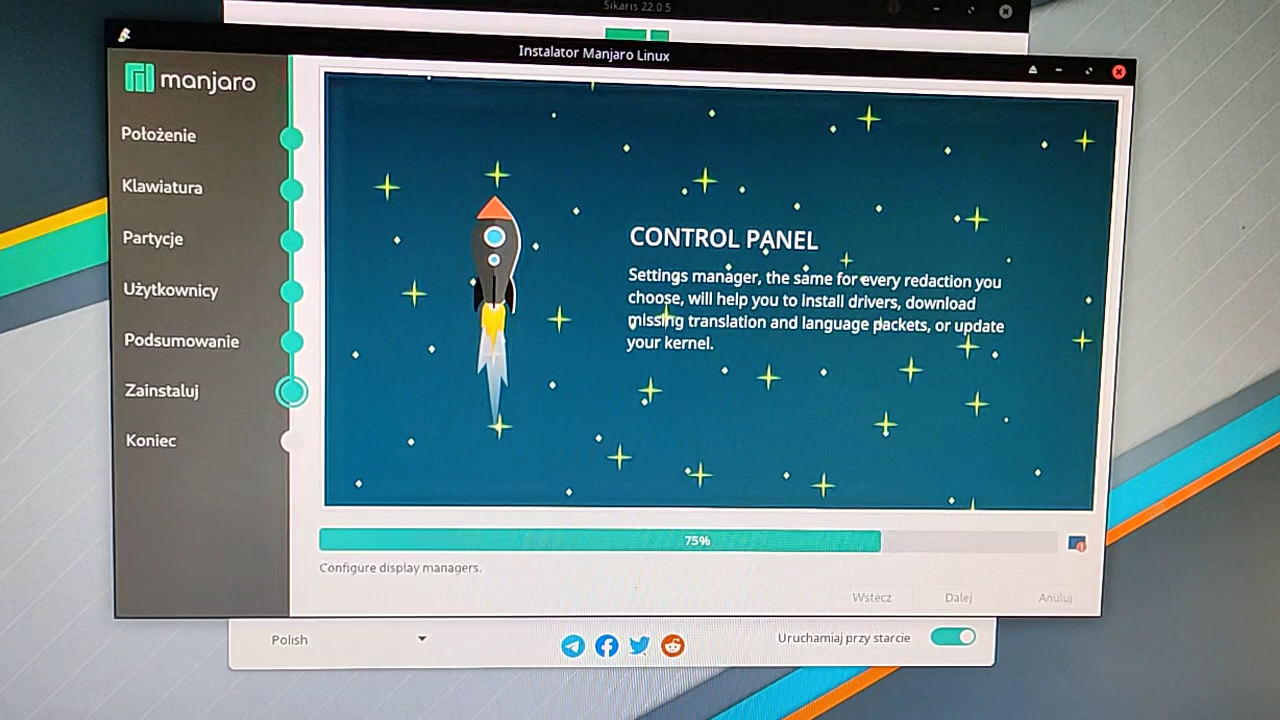 Sikaris 22.0.5
Instalator Manjaro Linux
manjaro
Położenie
Klawiatura
Partycje
Użytkownicy
Podsumowanie
Zainstaluj
Koniec
CONTROL PANEL
Settings manager, the same for every redaction you
choose, will help you to install drivers, download
missing translation and language packets, or update
your kernel.
75%
Configure display managers.
Wstecz
Dalej
Anuluj
Polish
Uruchamiaj przy starcie